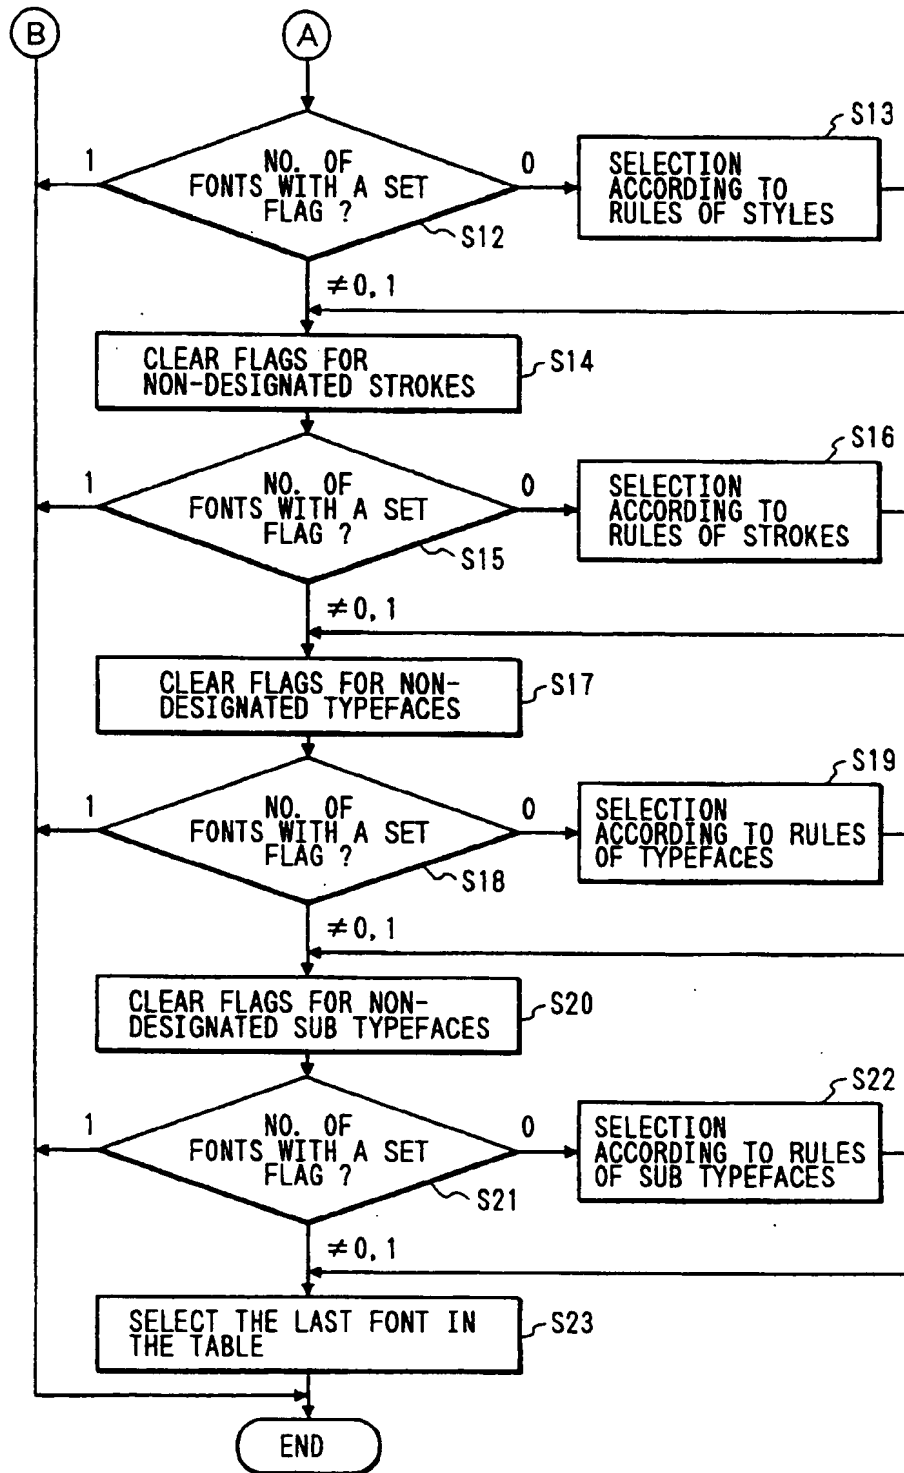 B
A
NO. OF
FONTS WITH A SET
FLAG ?
1
0
S12
S13
SELECTION
ACCORDING TO
RULES OF STYLES
≠0,1
CLEAR FLAGS FOR
NON-DESIGNATED STROKES
S14
NO. OF
FONTS WITH A SET
FLAG ?
1
0
S15
S16
SELECTION
ACCORDING TO
RULES OF STROKES
≠0,1
CLEAR FLAGS FOR NON-
DESIGNATED TYPEFACES
S17
NO. OF
FONTS WITH A SET
FLAG ?
1
0
S18
S19
SELECTION
ACCORDING TO RULES
OF TYPEFACES
≠0,1
CLEAR FLAGS FOR NON-
DESIGNATED SUB TYPEFACES
S20
NO. OF
FONTS WITH A SET
FLAG ?
1
0
S21
S22
SELECTION
ACCORDING TO RULES
OF SUB TYPEFACES
≠0,1
SELECT THE LAST FONT IN
THE TABLE
S23
END